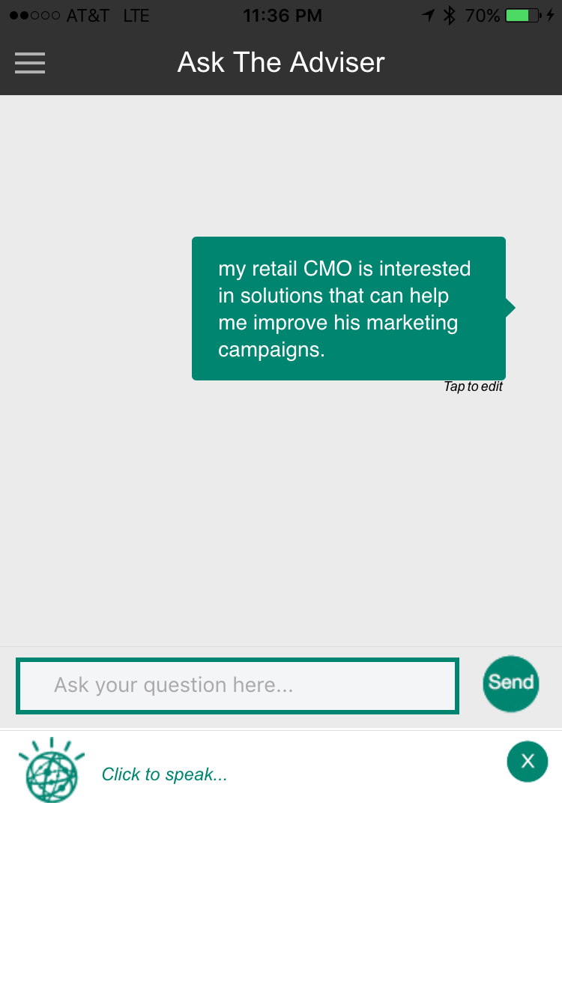 AT&T LTE 11:36 PM 70%
Ask The Adviser
my retail CMO is interested
in solutions that can help
me improve his marketing
campaigns.
Tap to edit
Ask your question here...
Send
Click to speak...
X